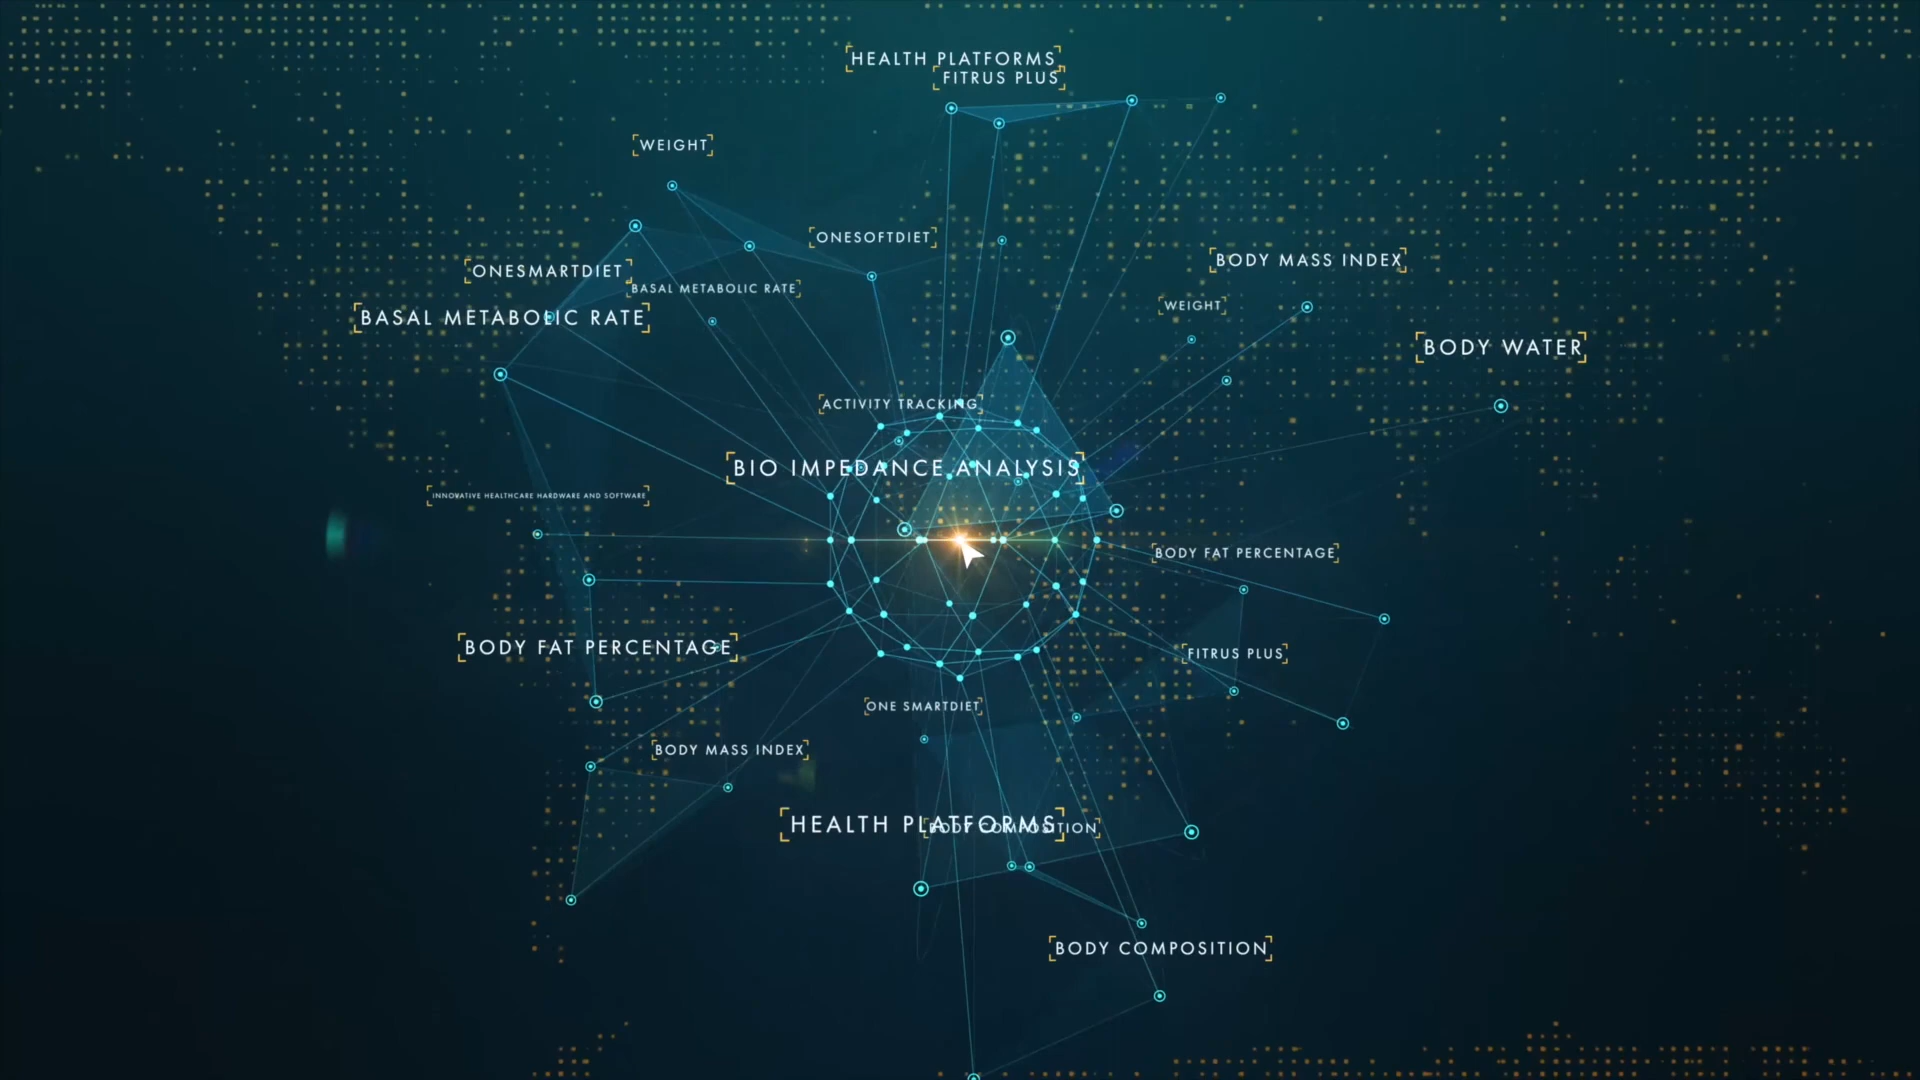 HEALTH PLATFORMS
FITRUS PLUS
WEIGHT
ONESOFTDIET
BODY MASS INDEX
ONESMARTDIET
BASAL METABOLIC RATE
WEIGHT
BASAL METABOLIC RATE
BODY WATER
ACTIVITY TRACKING
BIO IMPEDANCE ANALYSIS
INNOVATIVE HEALTHCARE HARDWARE AND SOFTWARE
BODY FAT PERCENTAGE
BODY FAT PERCENTAGE
FITRUS PLUS
ONE SMARTDIET
BODY MASS INDEX
HEALTH PLATFORMS
BODY COMPOSITION
BODY COMPOSITION